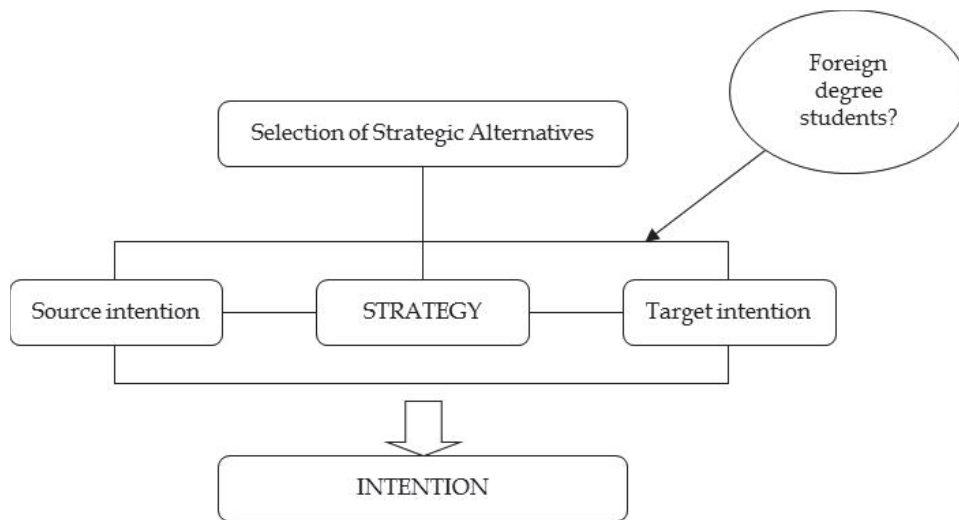 Foreign
degree
students?
Selection of Strategic Alternatives
Source intention
STRATEGY
Target intention
INTENTION